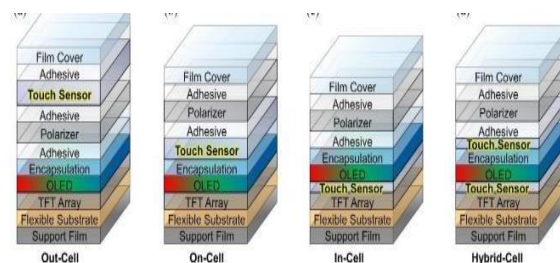 Film Cover
Adhesive
Touch Sensor
Adhesive
Polarizer
Adhesive
Encapsulation
OLED
TFT Array
Flexible Substrate
Support Film
Out-Cell
Film Cover
Adhesive
Polarizer
Adhesive
Touch Sensor
Encapsulation
OLED
TFT Array
Flexible Substrate
Support Film
On-Cell
Film Cover
Adhesive
Polarizer
Adhesive
Encapsulation
OLED
Touch Sensor
TFT Array
Flexible Substrate
Support Film
In-Cell
Film Cover
Adhesive
Polarizer
Adhesive
Touch Sensor
Encapsulation
OLED
Touch Sensor
TFT Array
Flexible Substrate
Support Film
Hybrid-Cell